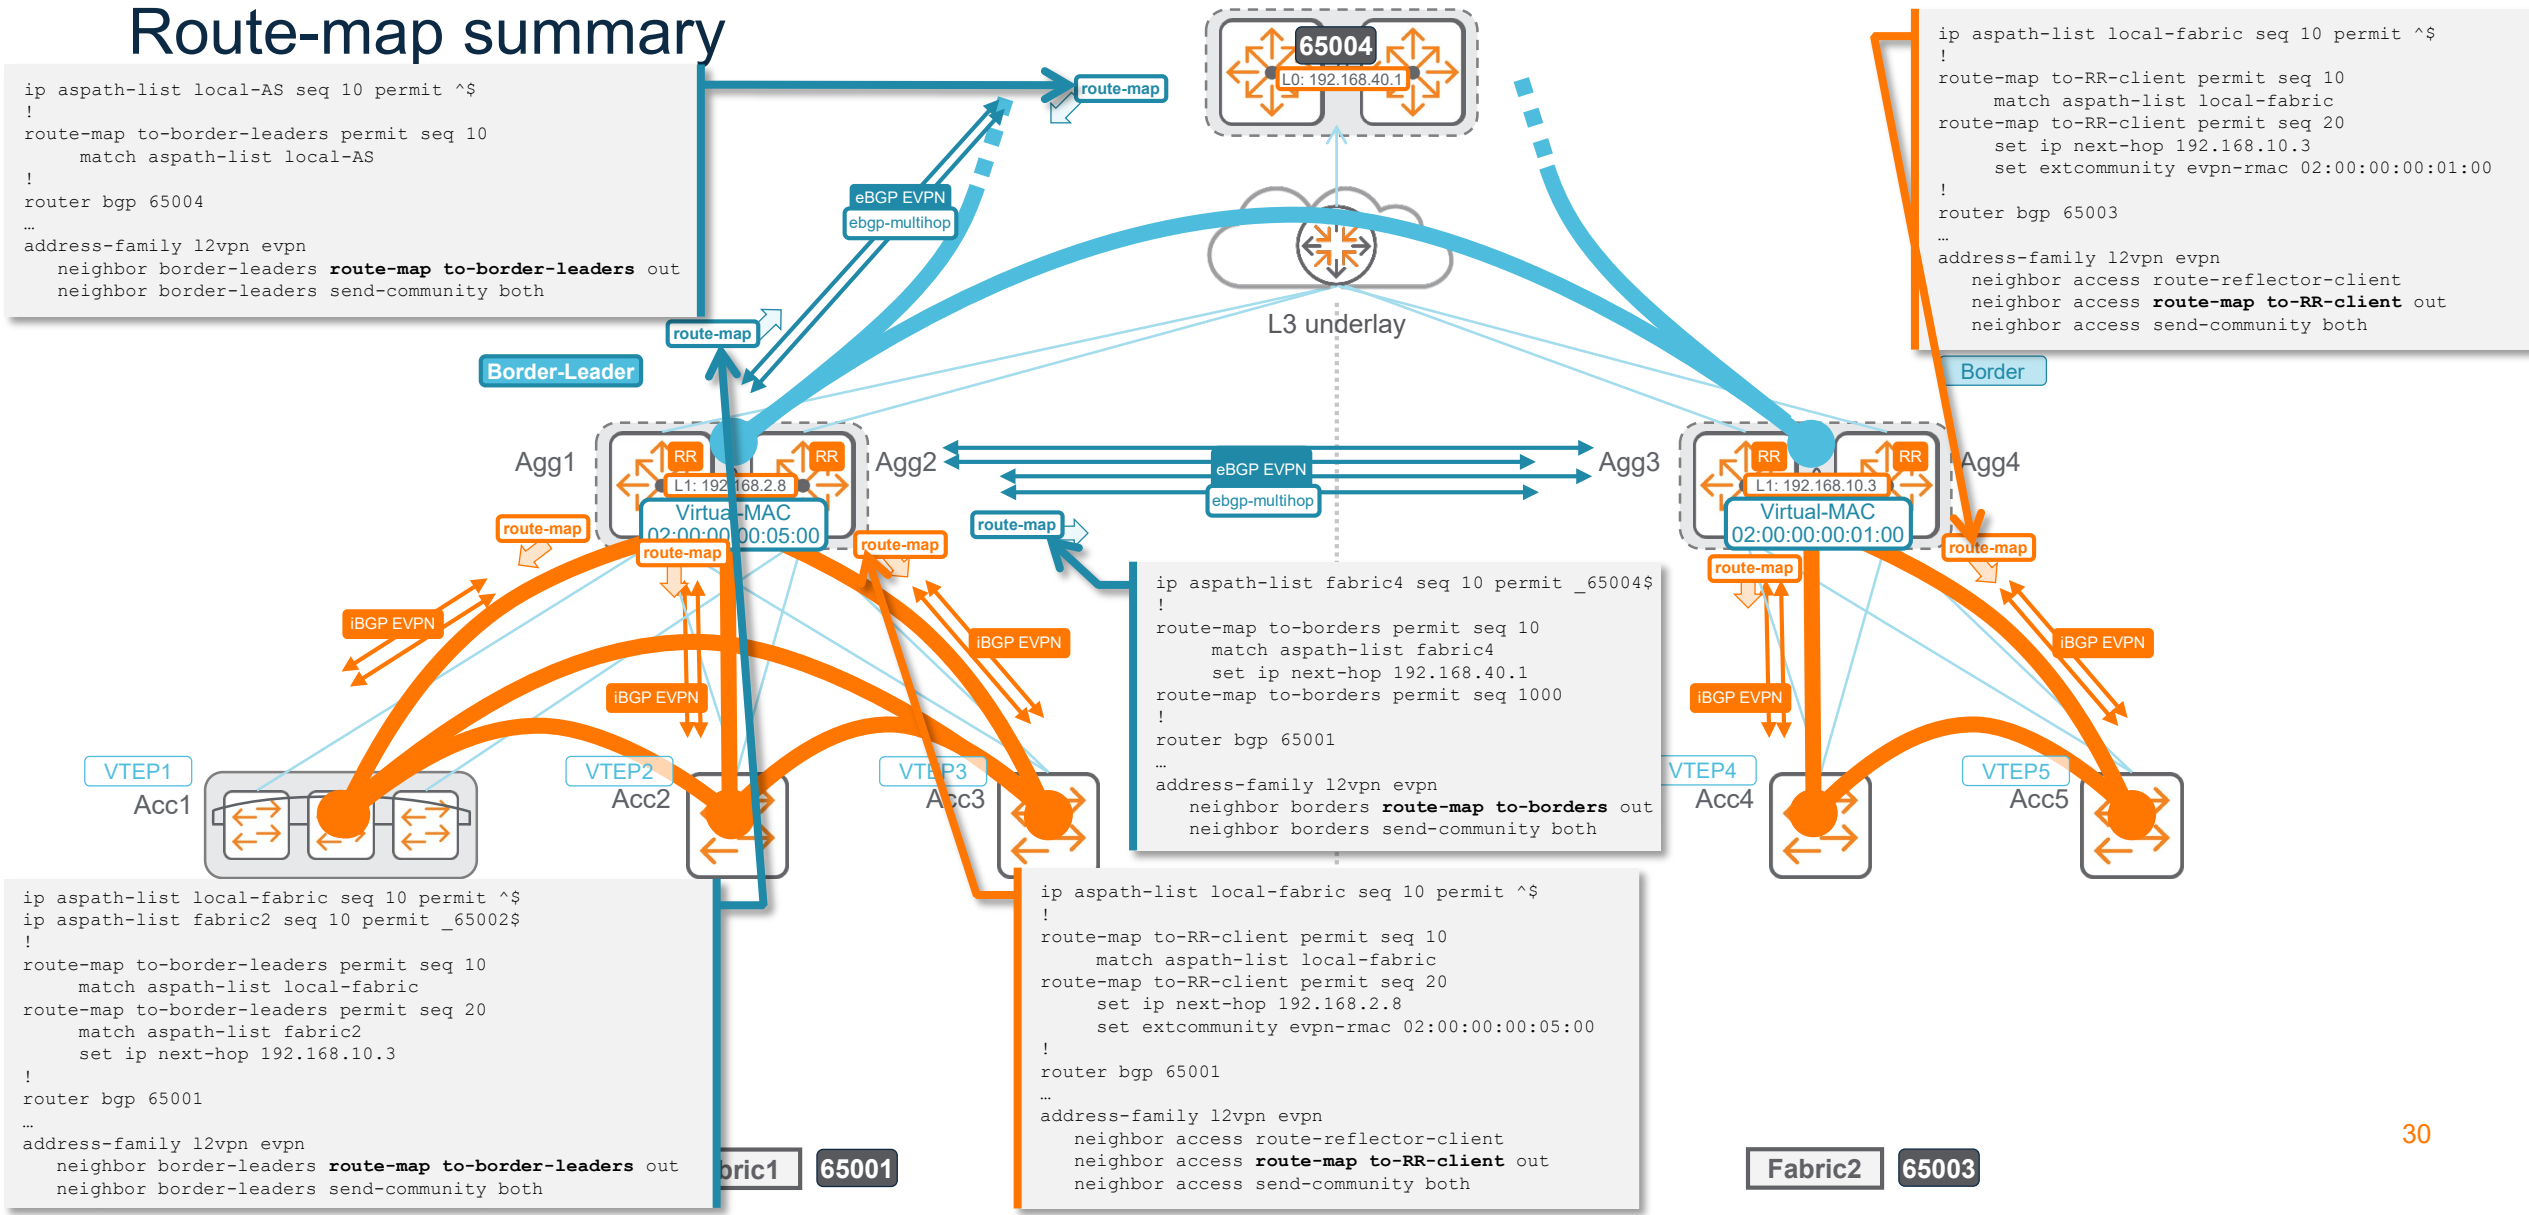 Route-map summary
ip aspath-list local-AS seq 10 permit ^$
!
route-map to-border-leaders permit seq 10
match aspath-list local-AS
!
router bgp 65004
…
address-family l2vpn evpn
neighbor border-leaders route-map to-border-leaders out
neighbor border-leaders send-community both
route-map
65004
L0: 192.168.40.1
ip aspath-list local-fabric seq 10 permit ^$
!
route-map to-RR-client permit seq 10
match aspath-list local-fabric
route-map to-RR-client permit seq 20
set ip next-hop 192.168.10.3
set extcommunity evpn-rmac 02:00:00:00:01:00
!
router bgp 65003
…
address-family l2vpn evpn
neighbor access route-reflector-client
neighbor access route-map to-RR-client out
neighbor access send-community both
eBGP EVPN
ebgp-multihop
L3 underlay
route-map
Border-Leader
Border
Agg1
RR
RR
Agg2
L1: 192.168.2.8
Virtual-MAC
02:00:00:00:05:00
eBGP EVPN
ebgp-multihop
Agg3
RR
RR
Agg4
L1: 192.168.10.3
Virtual-MAC
02:00:00:00:01:00
route-map
route-map
route-map
route-map
route-map
route-map
iBGP EVPN
iBGP EVPN
iBGP EVPN
iBGP EVPN
iBGP EVPN
ip aspath-list fabric4 seq 10 permit _65004$
!
route-map to-borders permit seq 10
match aspath-list fabric4
set ip next-hop 192.168.40.1
route-map to-borders permit seq 1000
!
router bgp 65001
…
address-family l2vpn evpn
neighbor borders route-map to-borders out
neighbor borders send-community both
VTEP1
Acc1
VTEP2
Acc2
VTEP3
Acc3
VTEP4
Acc4
VTEP5
Acc5
ip aspath-list local-fabric seq 10 permit ^$
ip aspath-list fabric2 seq 10 permit _65002$
!
route-map to-border-leaders permit seq 10
match aspath-list local-fabric
route-map to-border-leaders permit seq 20
match aspath-list fabric2
set ip next-hop 192.168.10.3
!
router bgp 65001
…
address-family l2vpn evpn
neighbor border-leaders route-map to-border-leaders out
neighbor border-leaders send-community both
ip aspath-list local-fabric seq 10 permit ^$
!
route-map to-RR-client permit seq 10
match aspath-list local-fabric
route-map to-RR-client permit seq 20
set ip next-hop 192.168.2.8
set extcommunity evpn-rmac 02:00:00:00:05:00
!
router bgp 65001
…
address-family l2vpn evpn
neighbor access route-reflector-client
neighbor access route-map to-RR-client out
neighbor access send-community both
bric1
65001
Fabric2
65003
30